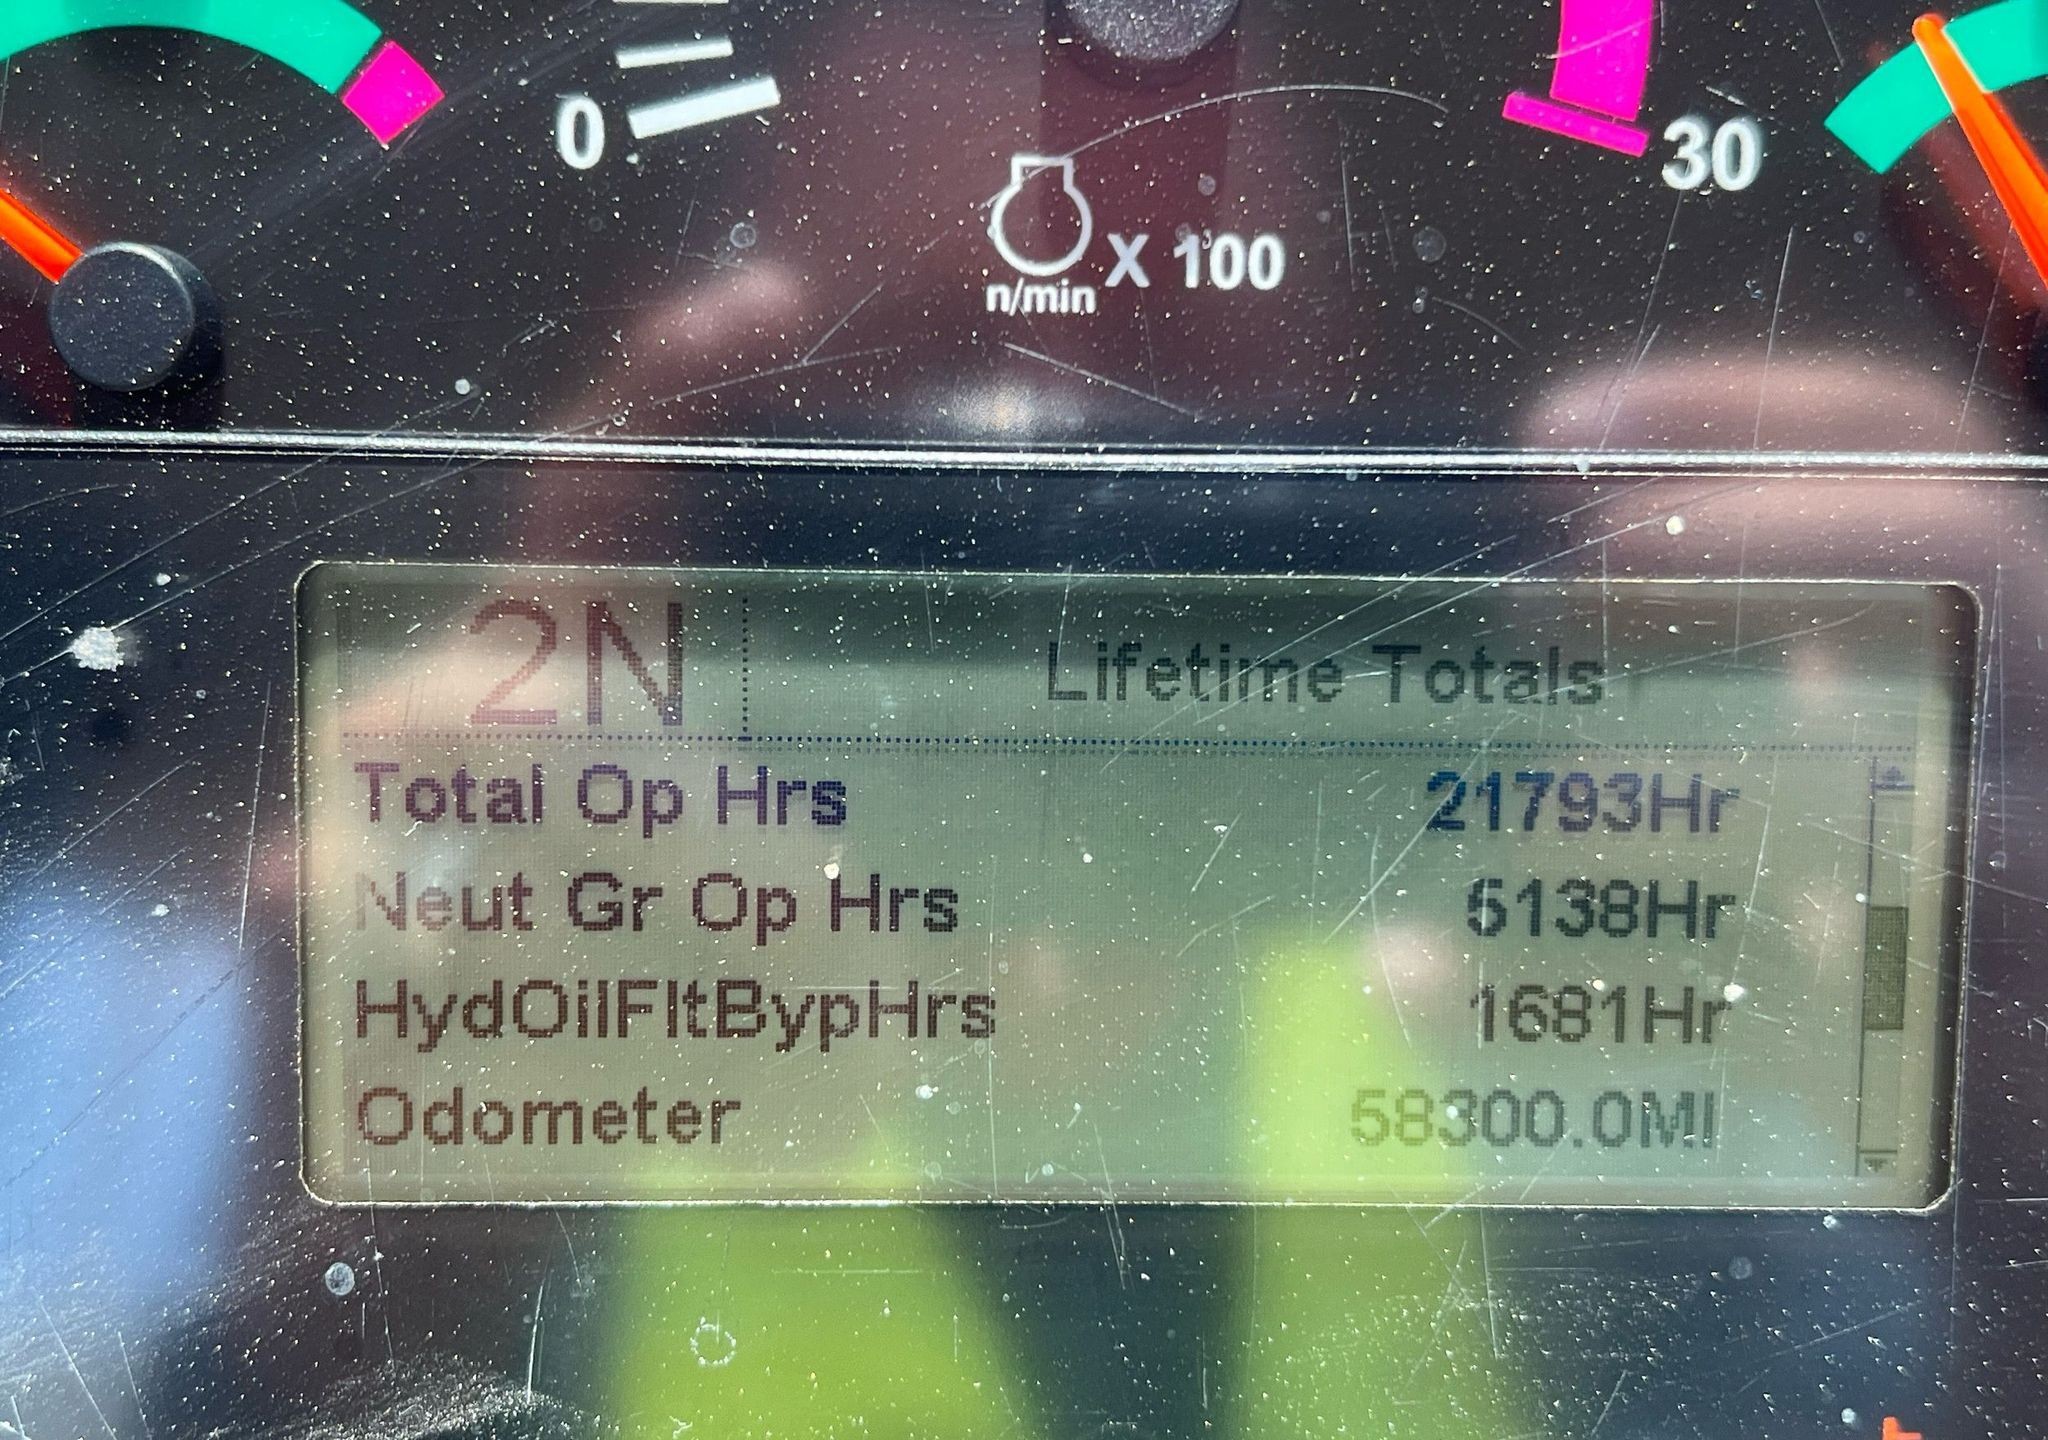 0
30
X 100
n/min
2N
Lifetime Totals
Total Op Hrs 21793Hr
Neut Gr Op Hrs 5138Hr
HydOilFltBypHrs 1681Hr
Odometer 58300.0MI